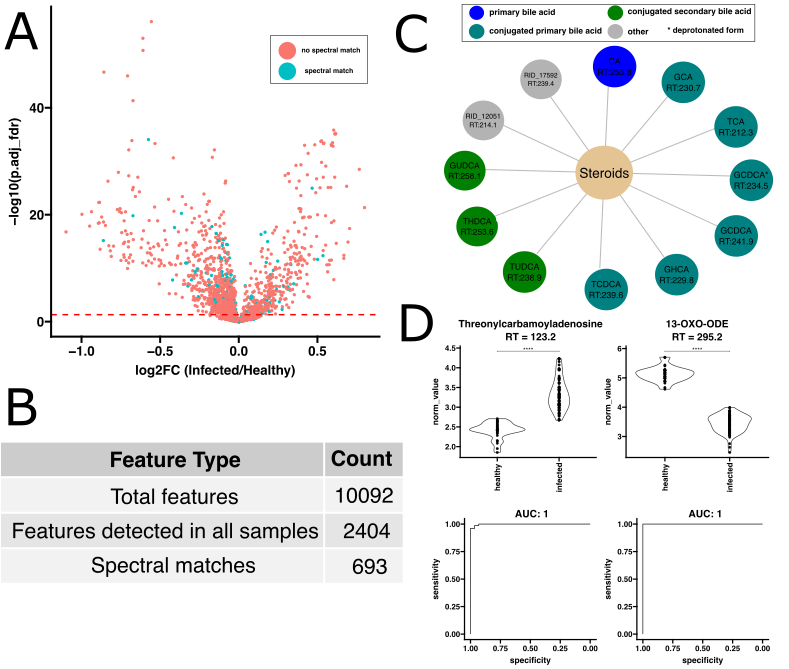 A
no spectral match
spectral match
−log10(p.adj_fdr)
40
20
0
−1.0
−0.5
0.0
0.5
log2FC (Infected/Healthy)
B
Feature Type
Count
Total features
10092
Features detected in all samples
2404
Spectral matches
693
C
primary bile acid
conjugated secondary bile acid
conjugated primary bile acid
other
* deprotonated form
Steroids
CA
GCA
RT:230.7
TCA
RT:212.3
GCDCA*
RT:234.5
GCDCA
RT:241.9
GHCA
RT:229.8
TCDCA
RT:239.6
TUDCA
RT:238.9
THDCA
RT:253.6
GUDCA
RT:258.1
RID_12051
RT:214.1
RID_17592
RT:239.4
D
Threonylcarbamoyladenosine
RT = 123.2
****
norm_value
4.5
4.0
3.5
3.0
2.5
2.0
healthy
infected
13-OXO-ODE
RT = 295.2
****
norm_value
6
5
4
3
healthy
infected
AUC: 1
sensitivity
1.00
0.75
0.50
0.25
0.00
1.00
0.75
0.50
0.25
0.00
specificity
AUC: 1
sensitivity
1.00
0.75
0.50
0.25
0.00
1.00
0.75
0.50
0.25
0.00
specificity